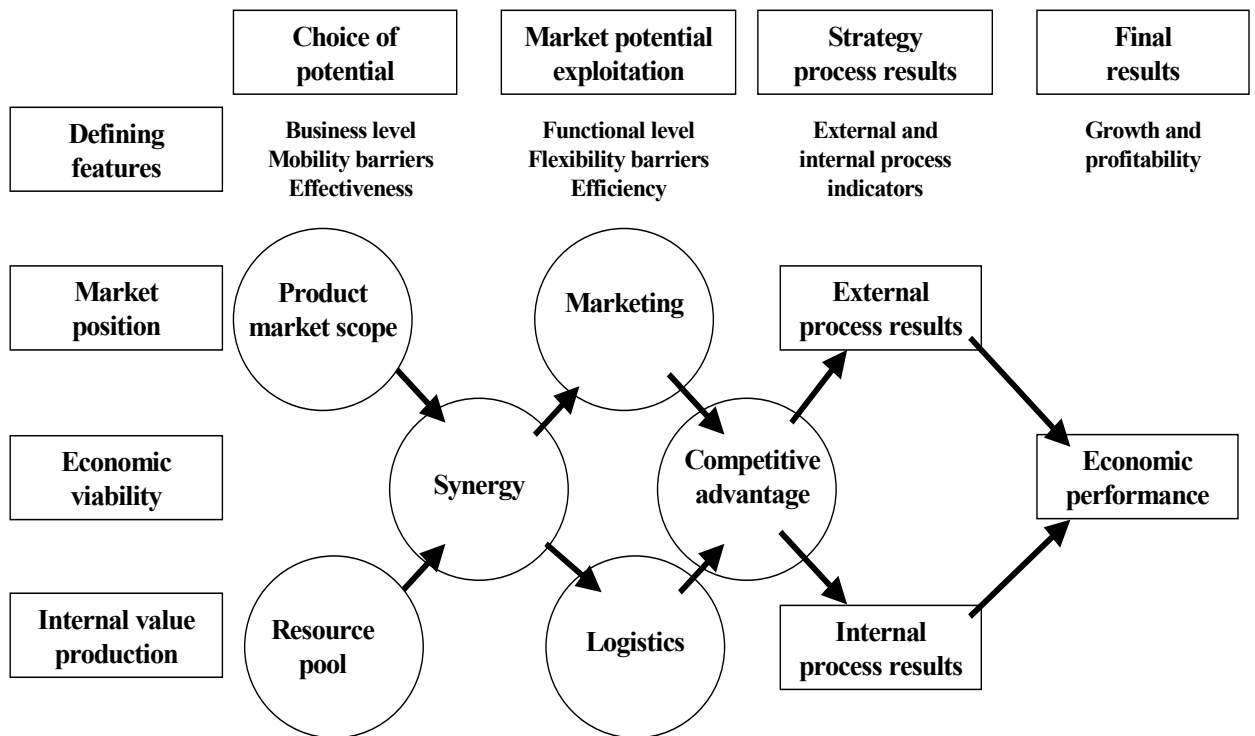 Choice of
potential
Market potential
exploitation
Strategy
process results
Final
results
Defining
features
Business level
Mobility barriers
Effectiveness
Functional level
Flexibility barriers
Efficiency
External and
internal process
indicators
Growth and
profitability
Market
position
Product
market scope
Marketing
External
process results
Economic
viability
Synergy
Competitive
advantage
Economic
performance
Internal value
production
Resource
pool
Logistics
Internal
process results